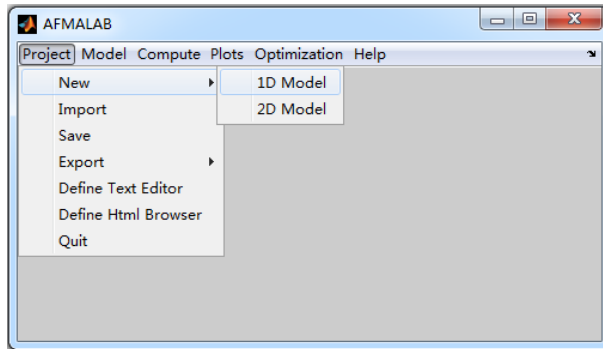 AFMALAB
Project Model Compute Plots Optimization Help
New 1D Model
Import 2D Model
Save
Export
Define Text Editor
Define Html Browser
Quit